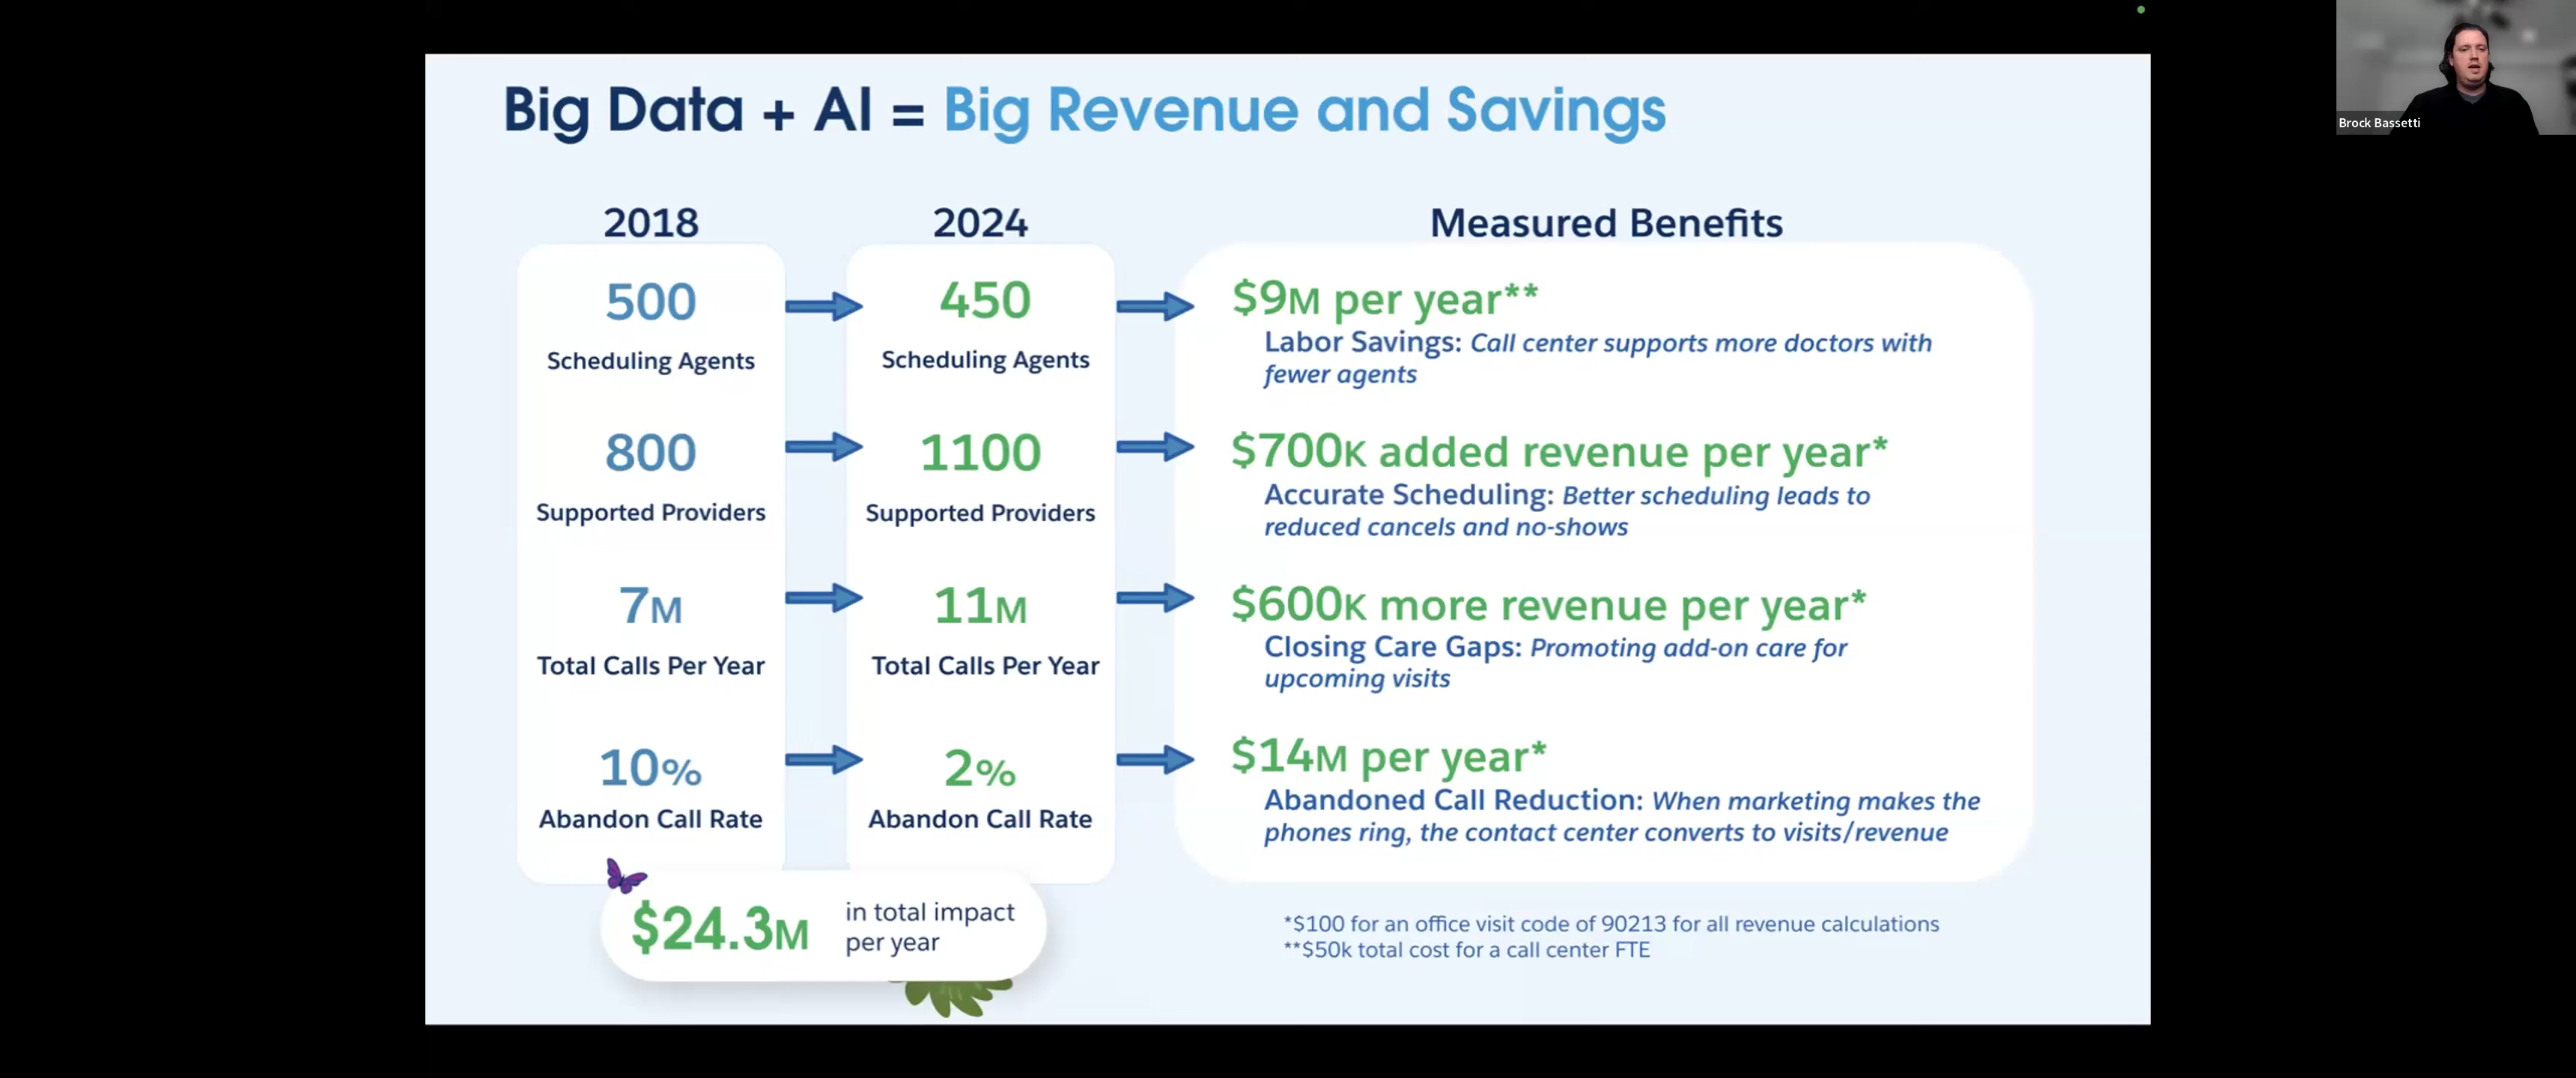 Brock Bassetti
Big Data + AI = Big Revenue and Savings
2018
2024
Measured Benefits
500
Scheduling Agents
450
Scheduling Agents
$9M per year**
Labor Savings: Call center supports more doctors with
fewer agents
800
Supported Providers
1100
Supported Providers
$700K added revenue per year*
Accurate Scheduling: Better scheduling leads to
reduced cancels and no-shows
7M
Total Calls Per Year
11M
Total Calls Per Year
$600K more revenue per year*
Closing Care Gaps: Promoting add-on care for
upcoming visits
10%
Abandon Call Rate
2%
Abandon Call Rate
$14M per year*
Abandoned Call Reduction: When marketing makes the
phones ring, the contact center converts to visits/revenue
$24.3M
in total impact
per year
*$100 for an office visit code of 90213 for all revenue calculations
**$50k total cost for a call center FTE